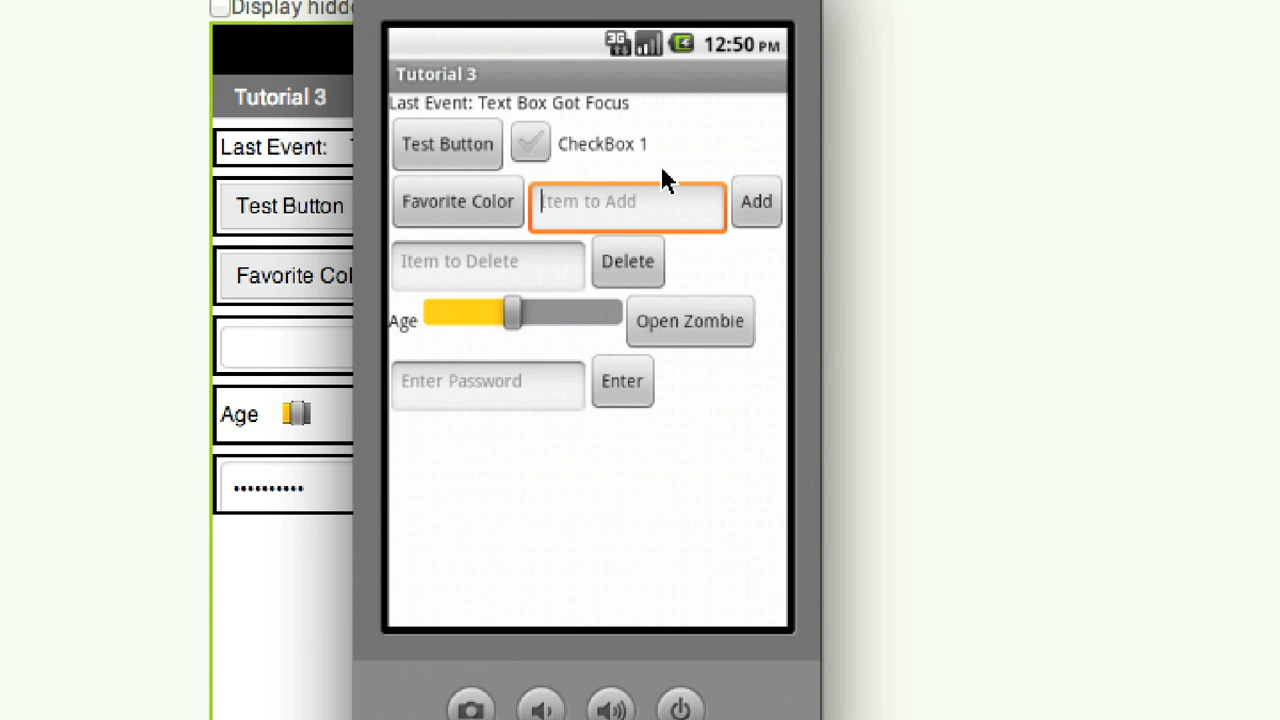 Display hidde
3G
12:50 PM
Tutorial 3
Last Event: Text Box Got Focus
Test Button
CheckBox 1
Favorite Color
Item to Add
Add
Item to Delete
Delete
Age
Open Zombie
Enter Password
Enter
Tutorial 3
Last Event:
Test Button
Favorite Col
Age